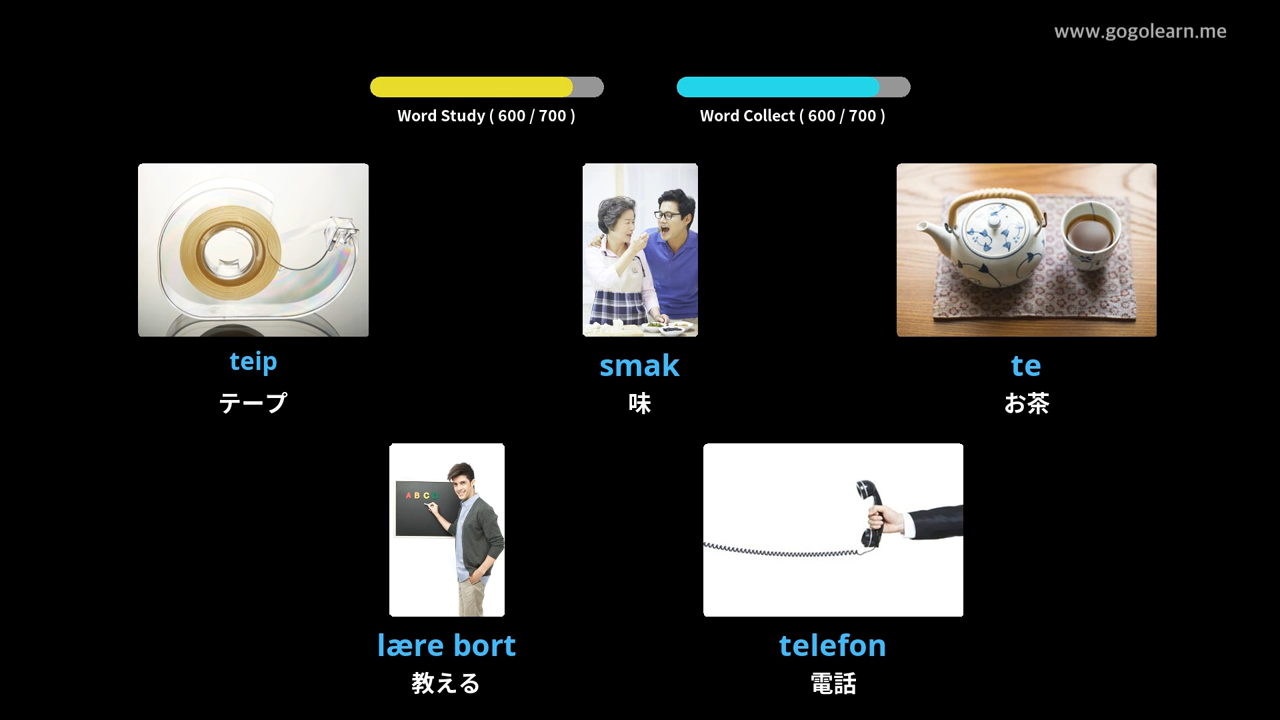 www.gogolearn.me
Word Study ( 600 / 700 )
Word Collect ( 600 / 700 )
teip
テープ
smak
味
te
お茶
A B C
lære bort
教える
telefon
電話